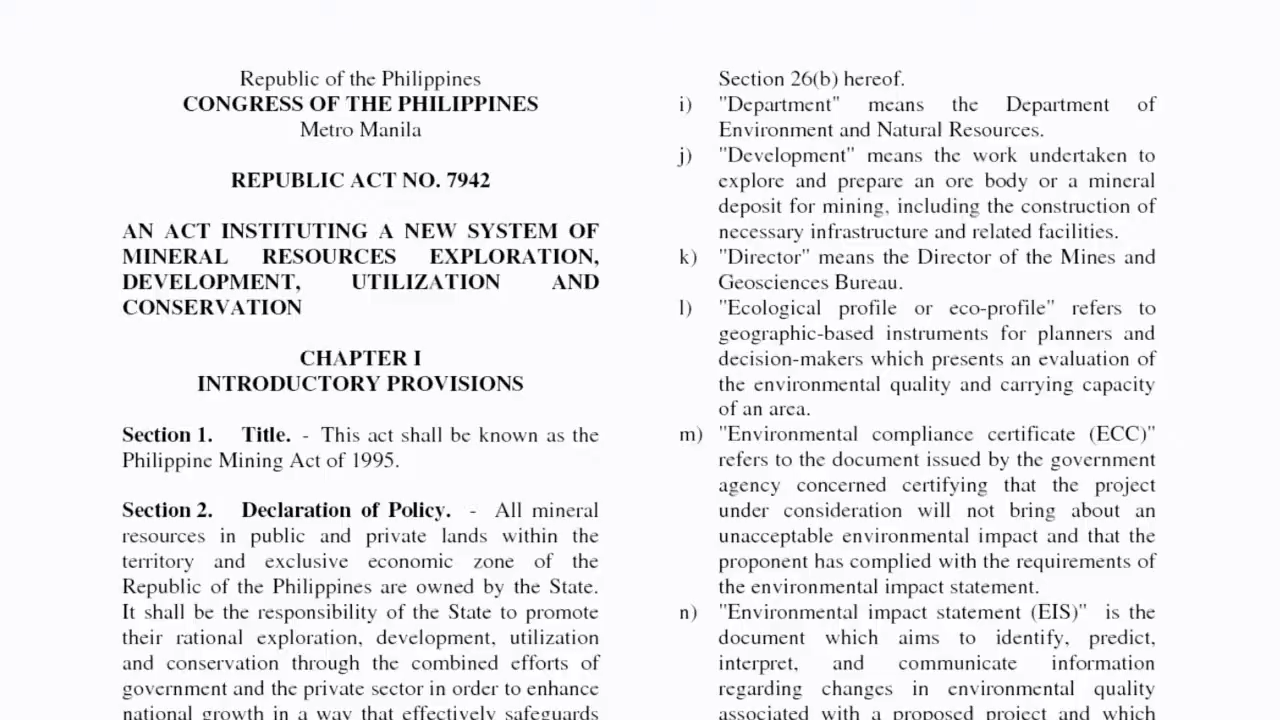 Republic of the Philippines
CONGRESS OF THE PHILIPPINES
Metro Manila
REPUBLIC ACT NO. 7942
AN ACT INSTITUTING A NEW SYSTEM OF
MINERAL RESOURCES EXPLORATION,
DEVELOPMENT, UTILIZATION AND
CONSERVATION
CHAPTER I
INTRODUCTORY PROVISIONS
Section 1. Title. - This act shall be known as the
Philippine Mining Act of 1995.
Section 2. Declaration of Policy. - All mineral
resources in public and private lands within the
territory and exclusive economic zone of the
Republic of the Philippines are owned by the State.
It shall be the responsibility of the State to promote
their rational exploration, development, utilization
and conservation through the combined efforts of
government and the private sector in order to enhance
national growth in a way that effectively safeguards
Section 26(b) hereof.
i) "Department" means the Department of
Environment and Natural Resources.
j) "Development" means the work undertaken to
explore and prepare an ore body or a mineral
deposit for mining, including the construction of
necessary infrastructure and related facilities.
k) "Director" means the Director of the Mines and
Geosciences Bureau.
l) "Ecological profile or eco-profile" refers to
geographic-based instruments for planners and
decision-makers which presents an evaluation of
the environmental quality and carrying capacity
of an area.
m) "Environmental compliance certificate (ECC)"
refers to the document issued by the government
agency concerned certifying that the project
under consideration will not bring about an
unacceptable environmental impact and that the
proponent has complied with the requirements of
the environmental impact statement.
n) "Environmental impact statement (EIS)" is the
document which aims to identify, predict,
interpret, and communicate information
regarding changes in environmental quality
associated with a proposed project and which